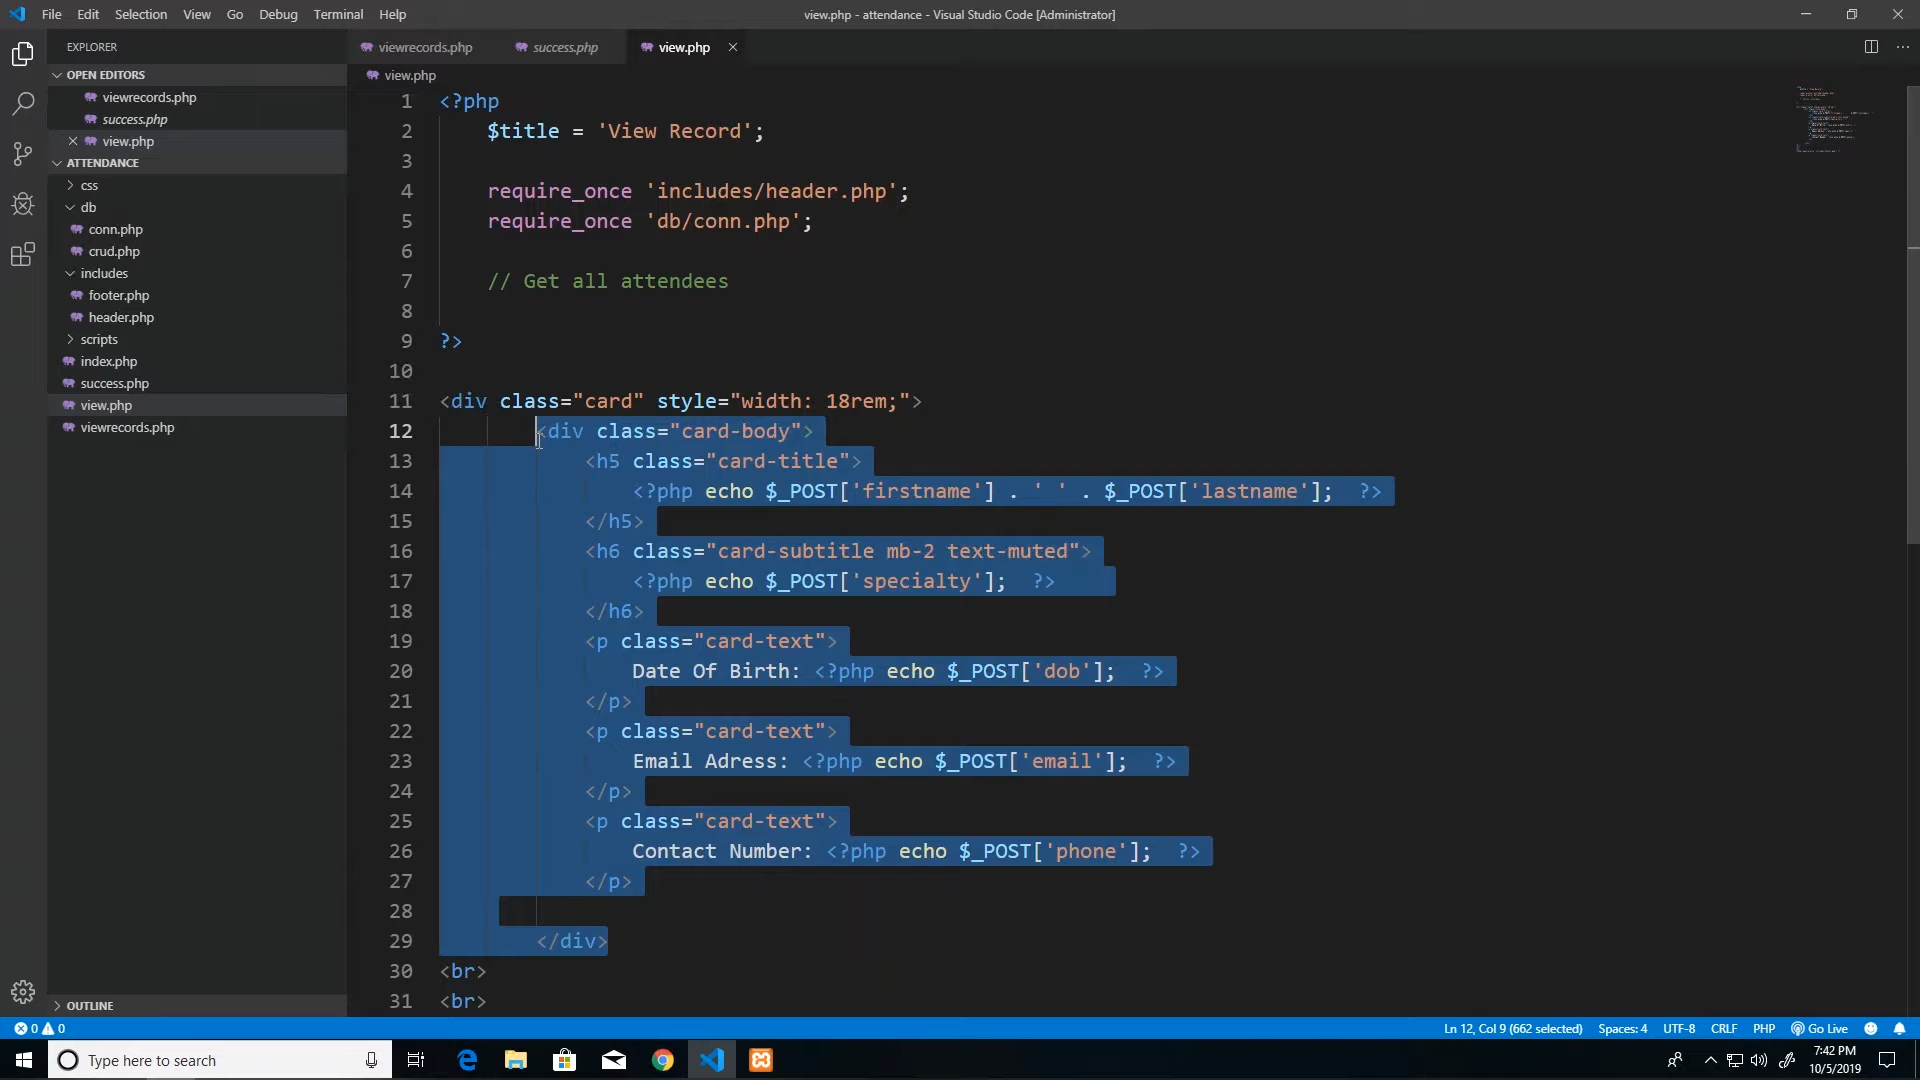 File Edit Selection View Go Debug Terminal Help
view.php - attendance - Visual Studio Code [Administrator]
EXPLORER
OPEN EDITORS
viewrecords.php
success.php
view.php
ATTENDANCE
css
db
conn.php
crud.php
includes
footer.php
header.php
scripts
index.php
success.php
view.php
viewrecords.php
OUTLINE
viewrecords.php success.php view.php
view.php
1 <?php
2 $title = 'View Record';
3
4 require_once 'includes/header.php';
5 require_once 'db/conn.php';
6
7 // Get all attendees
8
9 ?>
10
11 <div class="card" style="width: 18rem;">
12 <div class="card-body">
13 <h5 class="card-title">
14 <?php echo $_POST['firstname'] . ' ' . $_POST['lastname']; ?>
15 </h5>
16 <h6 class="card-subtitle mb-2 text-muted">
17 <?php echo $_POST['specialty']; ?>
18 </h6>
19 <p class="card-text">
20 Date Of Birth: <?php echo $_POST['dob']; ?>
21 </p>
22 <p class="card-text">
23 Email Adress: <?php echo $_POST['email']; ?>
24 </p>
25 <p class="card-text">
26 Contact Number: <?php echo $_POST['phone']; ?>
27 </p>
28
29 </div>
30 <br>
31 <br>
0 0
Ln 12, Col 9 (662 selected) Spaces: 4 UTF-8 CRLF PHP Go Live
Type here to search
7:42 PM
10/5/2019